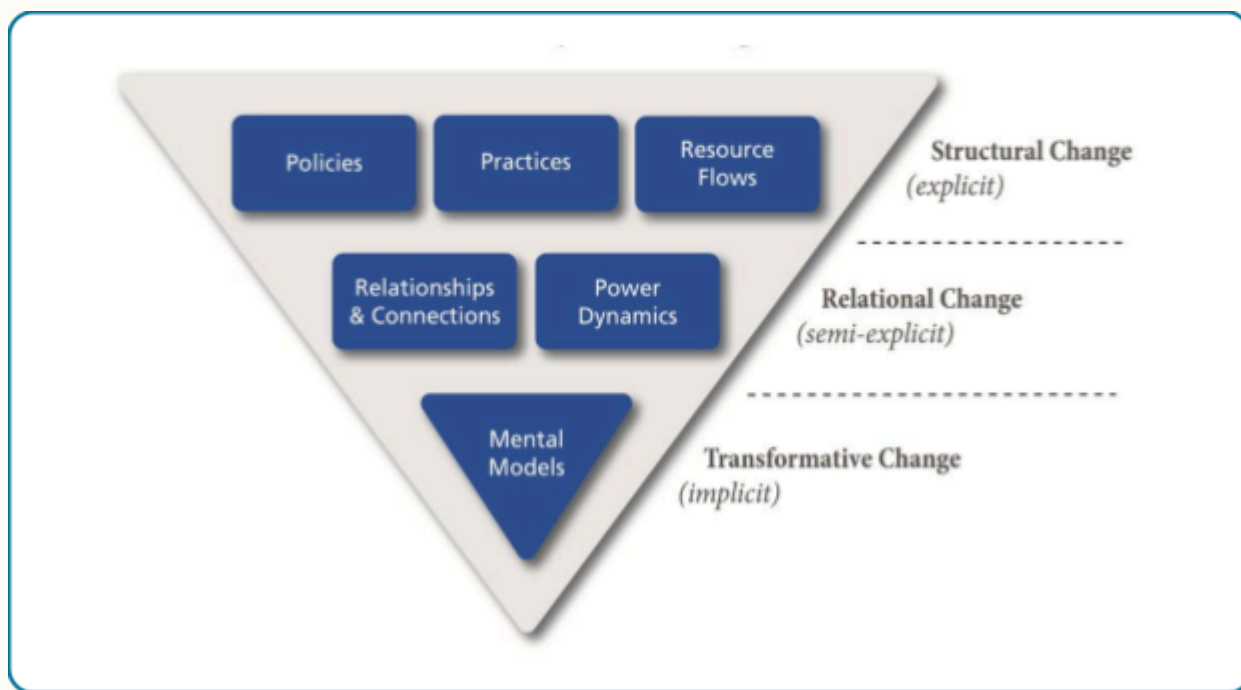 Policies
Practices
Resource
Flows
Structural Change
(explicit)
Relationships
& Connections
Power
Dynamics
Relational Change
(semi-explicit)
Mental
Models
Transformative Change
(implicit)